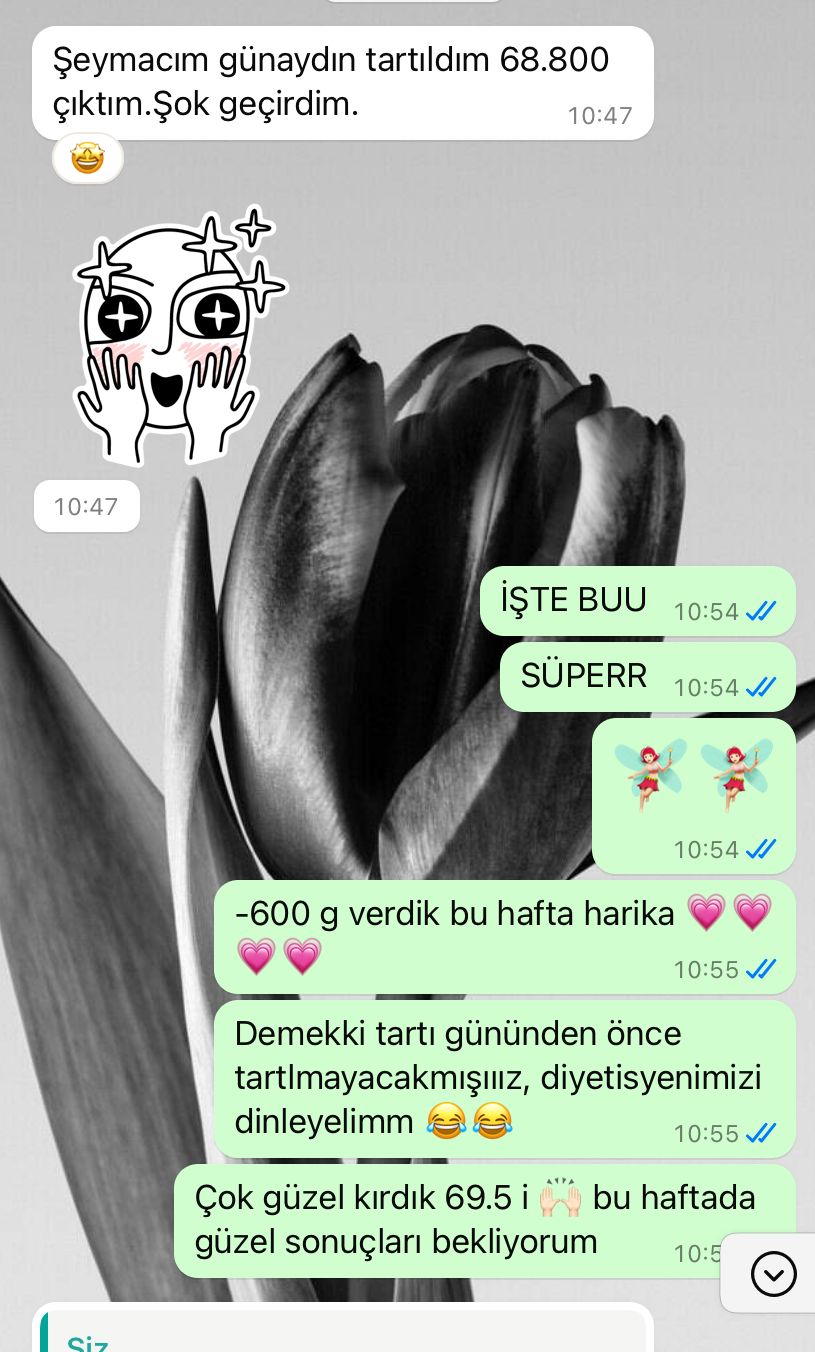 Şeymacım günaydın tartıldım 68.800
çıktım.Şok geçirdim.
10:47
🤩
10:47
İŞTE BUU
10:54
SÜPERR
10:54
🧚🏻‍♀️ 🧚🏻‍♀️
10:54
-600 g verdik bu hafta harika 💗💗
💗💗
10:55
Demekki tartı gününden önce
tartlmayacakmışıııız, diyetisyenimizi
dinleyelimm 😂😂
10:55
Çok güzel kırdık 69.5 i 🙌🏻 bu haftada
güzel sonuçları bekliyorum
Siz